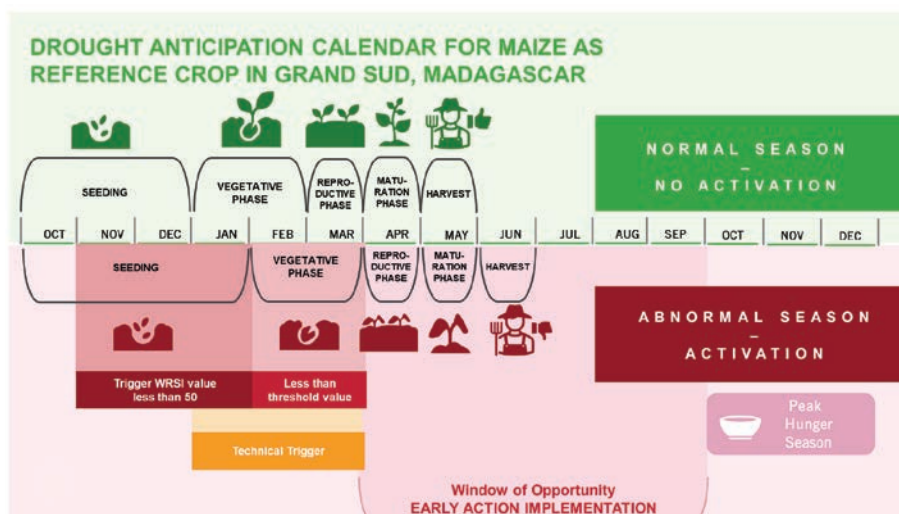 DROUGHT ANTICIPATION CALENDAR FOR MAIZE AS
REFERENCE CROP IN GRAND SUD, MADAGASCAR
NORMAL SEASON
–
NO ACTIVATION
SEEDING
VEGETATIVE
PHASE
REPRO-
DUCTIVE
PHASE
MATU-
RATION
PHASE
HARVEST
OCT NOV DEC JAN FEB MAR APR MAY JUN JUL AUG SEP OCT NOV DEC
SEEDING
VEGETATIVE
PHASE
REPRO-
DUCTIVE
PHASE
MATU-
RATION
PHASE
HARVEST
ABNORMAL SEASON
–
ACTIVATION
Trigger WRSI value
less than 50
Less than
threshold value
Peak
Hunger
Season
Technical Trigger
Window of Opportunity
EARLY ACTION IMPLEMENTATION